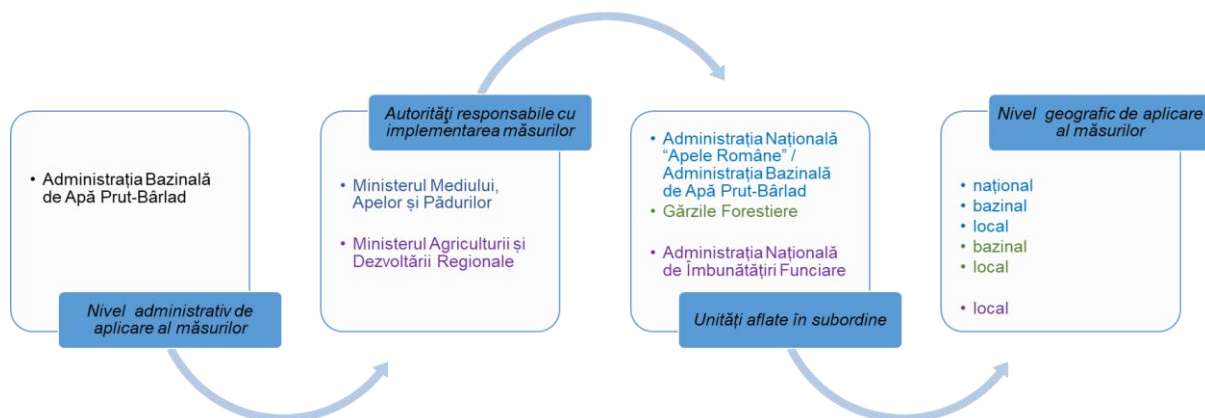 • Administrația Bazinală
de Apă Prut-Bârlad
Nivel administrativ de
aplicare al măsurilor
Autorități responsabile cu
implementarea măsurilor
• Ministerul Mediului,
Apelor și Pădurilor
• Ministerul Agriculturii și
Dezvoltării Regionale
• Administrația Națională
“Apele Române” /
Administrația Bazinală
de Apă Prut-Bârlad
• Gărzile Forestiere
• Administrația Națională
de Îmbunătățiri Funciare
Unități aflate în subordine
Nivel geografic de aplicare
al măsurilor
• național
• bazinal
• local
• bazinal
• local
• local